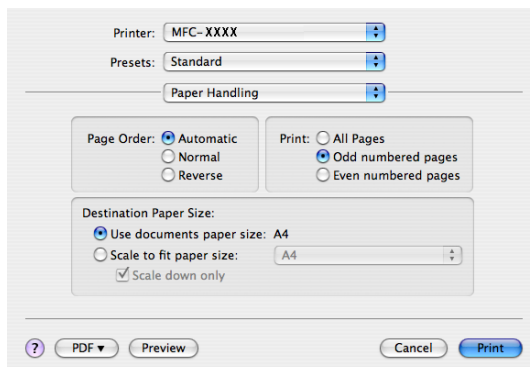 Printer: MFC-XXXX
Presets: Standard
Paper Handling
Page Order: Automatic
Normal
Reverse
Print: All Pages
Odd numbered pages
Even numbered pages
Destination Paper Size:
Use documents paper size: A4
Scale to fit paper size: A4
Scale down only
? PDF ▼ Preview Cancel Print